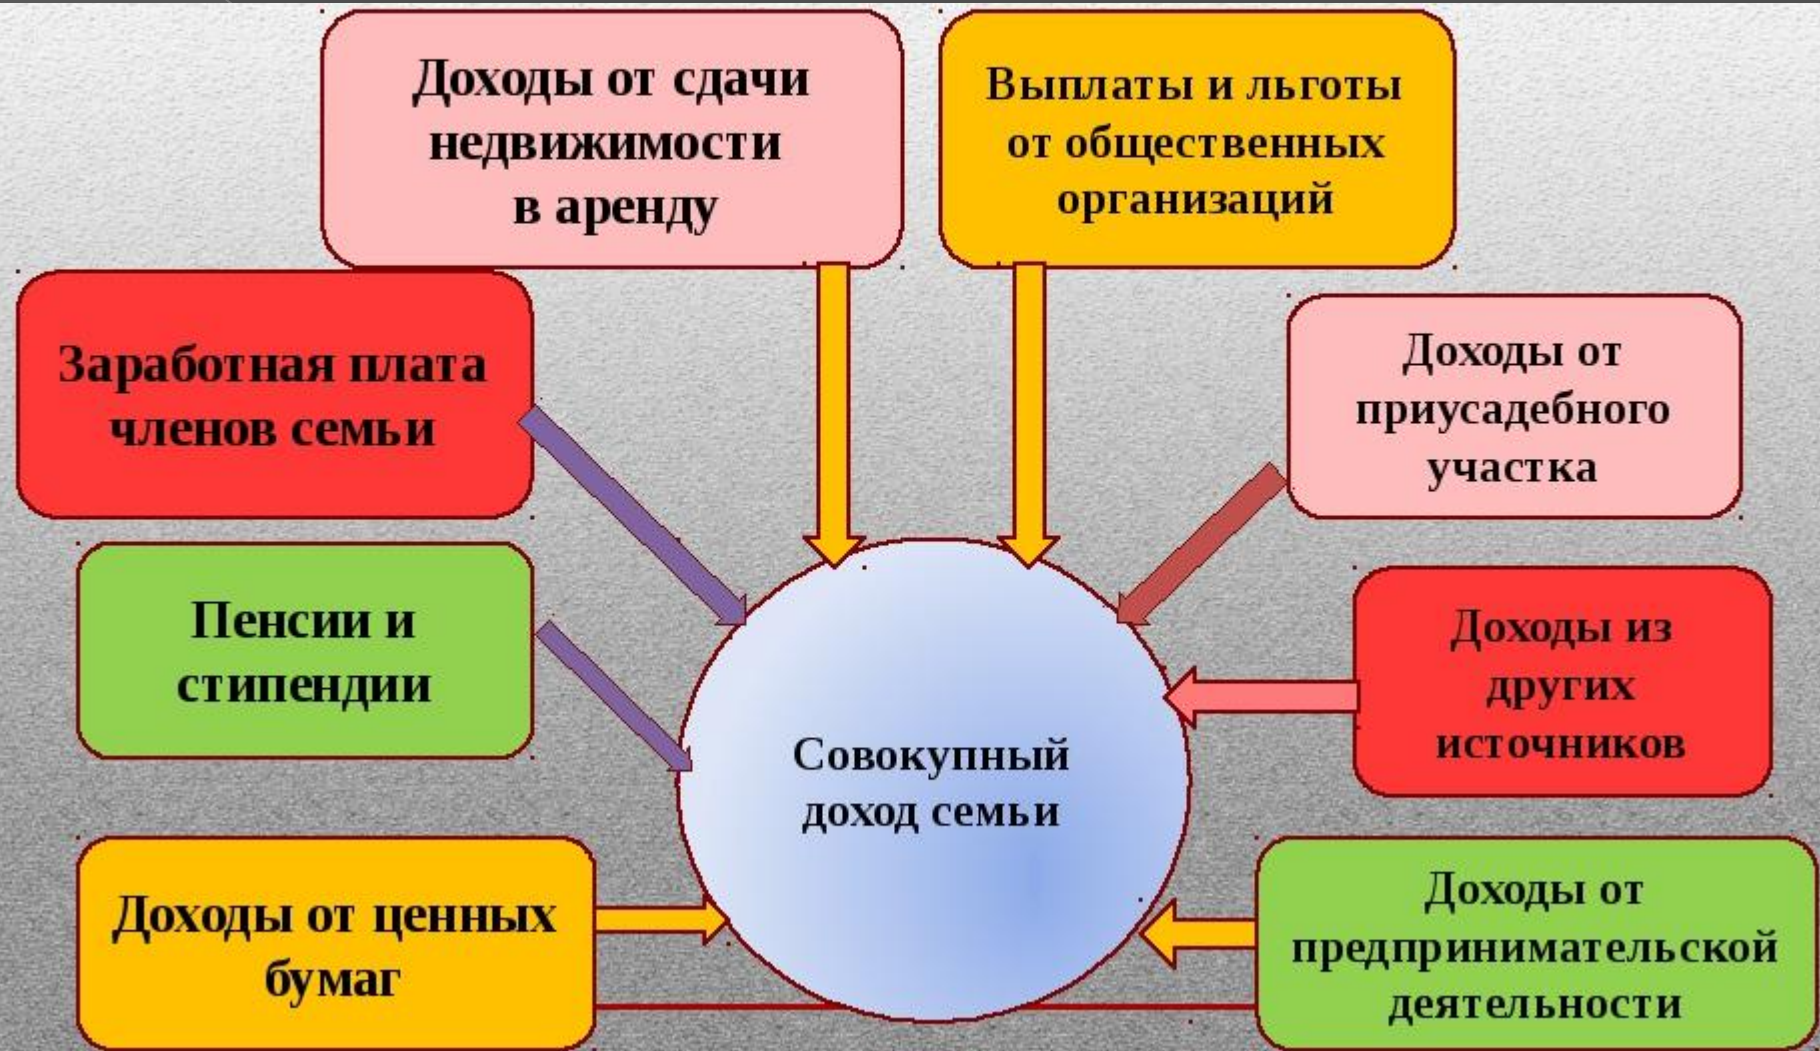 Доходы от сдачи
недвижимости
в аренду
Выплаты и льготы
от общественных
организаций
Заработная плата
членов семьи
Доходы от
приусадебного
участка
Пенсии и
стипендии
Доходы из
других
источников
Совокупный
доход семьи
Доходы от ценных
бумаг
Доходы от
предпринимательской
деятельности